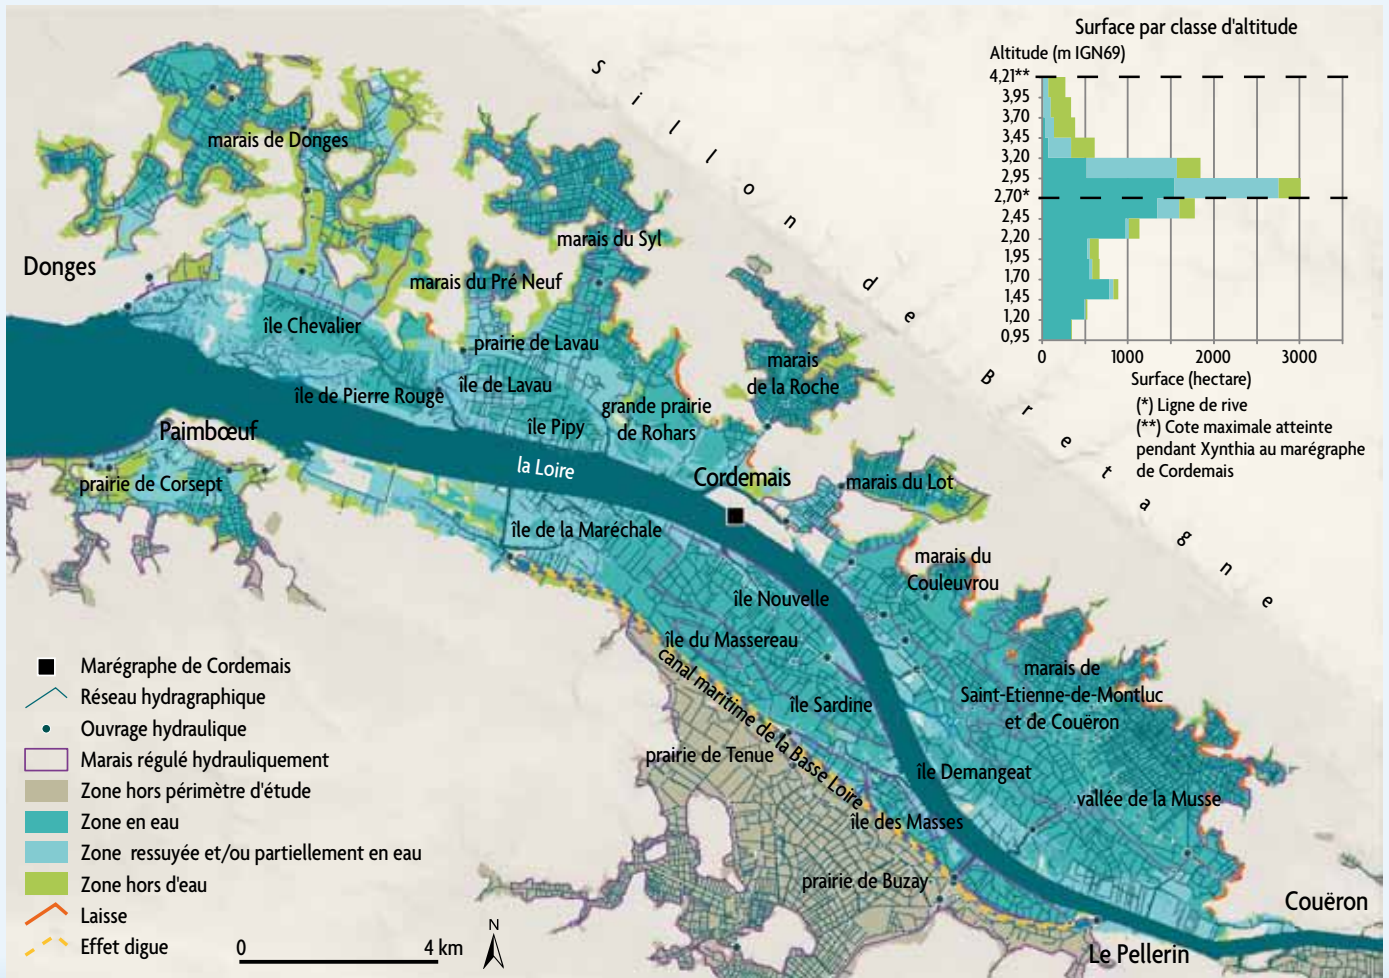 Surface par classe d'altitude
Altitude (m IGN69)
4,21**
3,95
3,70
3,45
3,20
2,95
2,70*
2,45
2,20
1,95
1,70
1,45
1,20
0,95
0 1000 2000 3000
Surface (hectare)
(*) Ligne de rive
(**) Cote maximale atteinte
pendant Xynthia au marégraphe
de Cordemais
Sillon de Bretagne
marais de Donges
marais du Syl
Donges
marais du Pré Neuf
île Chevalier
prairie de Lavau
marais
de la Roche
île de Pierre Rouge
île de Lavau
grande prairie
de Rohars
île Pipy
Paimbœuf
la Loire
Cordemais
prairie de Corsept
marais du Lot
île de la Maréchale
marais du
Couleuvrou
île Nouvelle
île du Massereau
canal maritime de la Basse Loire
marais de
Saint-Etienne-de-Montluc
et de Couëron
île Sardine
prairie de Tenue
île Demangeat
vallée de la Musse
île des Masses
prairie de Buzay
Couëron
Le Pellerin
Marégraphe de Cordemais
Réseau hydragraphique
Ouvrage hydraulique
Marais régulé hydrauliquement
Zone hors périmètre d'étude
Zone en eau
Zone ressuyée et/ou partiellement en eau
Zone hors d'eau
Laisse
Effet digue
0 4 km
N